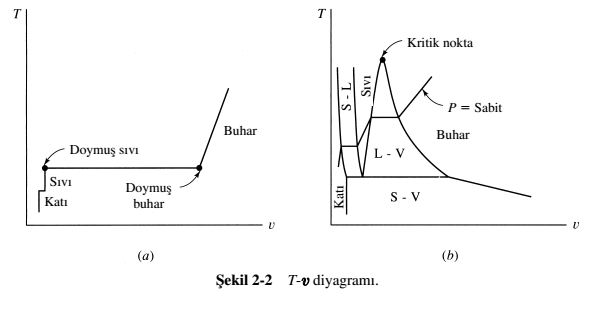 T
Doymuş sıvı
Sıvı
Katı
Doymuş
buhar
Buhar
v
(a)
T
Kritik nokta
S - L
Sıvı
P = Sabit
Buhar
L - V
Katı
S - V
v
(b)
Şekil 2-2 T-v diyagramı.